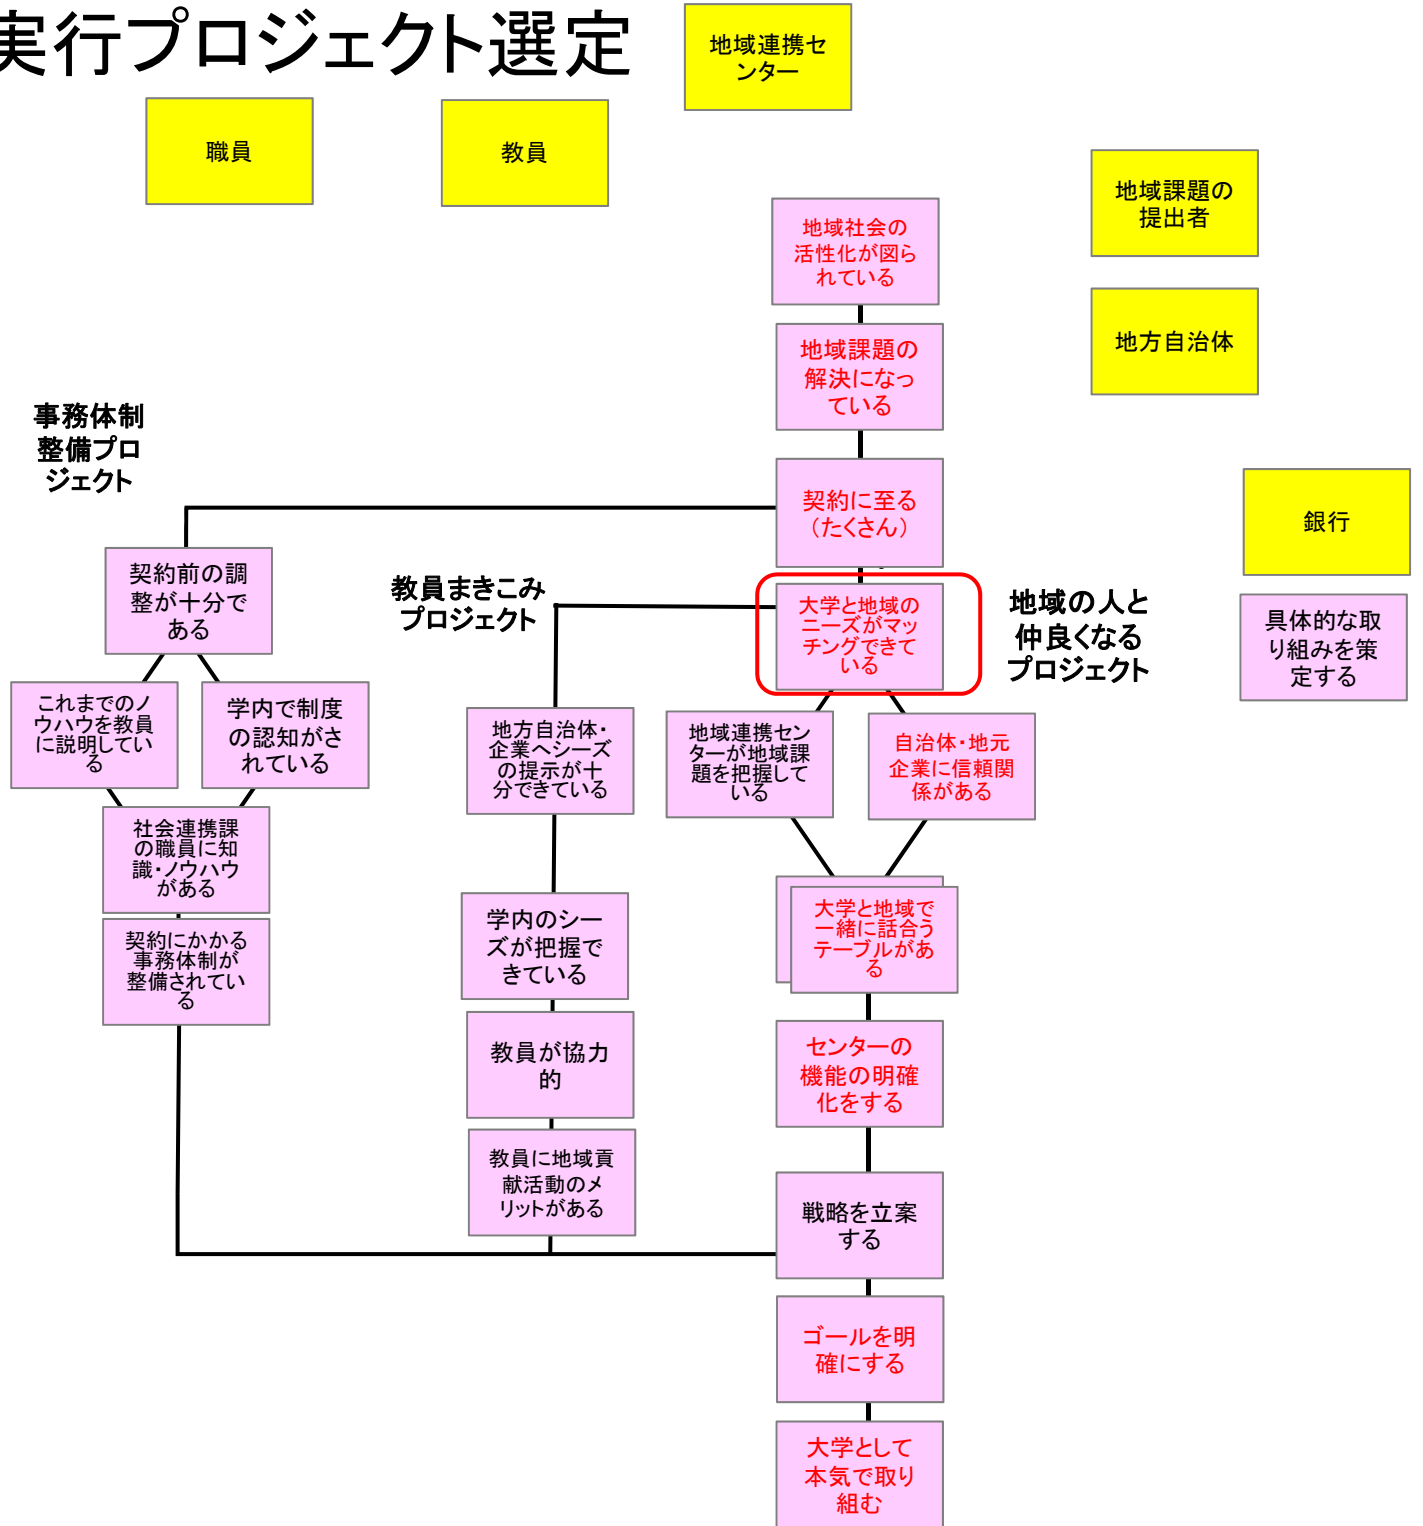 実行プロジェクト選定
地域連携セ
ンター
職員
教員
地域課題の
提出者
地域社会の
活性化が図ら
れている
地方自治体
地域課題の
解決になっ
ている
事務体制
整備プロ
ジェクト
契約に至る
（たくさん）
銀行
契約前の調
整が十分で
ある
教員まきこみ
プロジェクト
大学と地域の
ニーズがマッ
チングできて
いる
地域の人と
仲良くなる
プロジェクト
具体的な取
り組みを策
定する
これまでのノ
ウハウを教員
に説明してい
る
学内で制度
の認知がさ
れている
地方自治体・
企業へシーズ
の提示が十
分できている
地域連携セン
ターが地域課
題を把握して
いる
自治体・地元
企業に信頼関
係がある
社会連携課
の職員に知
識・ノウハウ
がある
学内のシー
ズが把握で
きている
大学と地域で
一緒に話合う
テーブルがあ
る
契約にかかる
事務体制が
整備されてい
る
教員が協力
的
センターの
機能の明確
化をする
教員に地域貢
献活動のメ
リットがある
戦略を立案
する
ゴールを明
確にする
大学として
本気で取り
組む